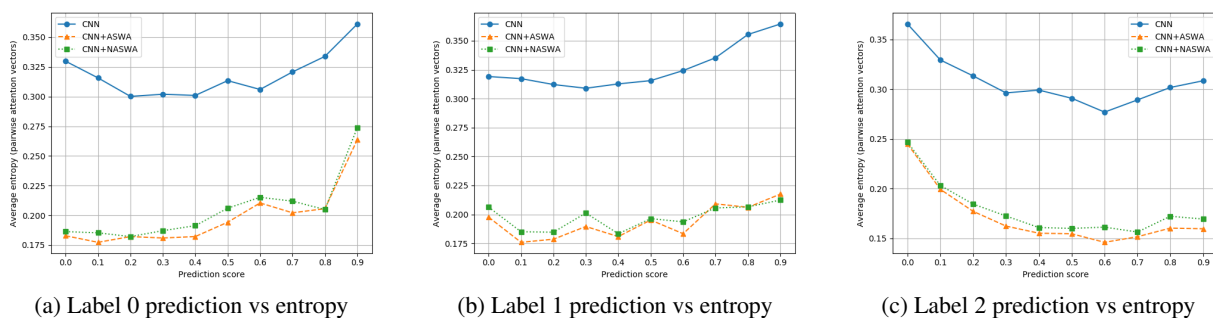 CNN
CNN+ASWA
CNN+NASWA
Average entropy (pairwise attention vectors)
0.350
0.325
0.300
0.275
0.250
0.225
0.200
0.175
0.0 0.1 0.2 0.3 0.4 0.5 0.6 0.7 0.8 0.9
Prediction score
(a) Label 0 prediction vs entropy
CNN
CNN+ASWA
CNN+NASWA
Average entropy (pairwise attention vectors)
0.350
0.325
0.300
0.275
0.250
0.225
0.200
0.175
0.0 0.1 0.2 0.3 0.4 0.5 0.6 0.7 0.8 0.9
Prediction score
(b) Label 1 prediction vs entropy
CNN
CNN+ASWA
CNN+NASWA
Average entropy (pairwise attention vectors)
0.35
0.30
0.25
0.20
0.15
0.0 0.1 0.2 0.3 0.4 0.5 0.6 0.7 0.8 0.9
Prediction score
(c) Label 2 prediction vs entropy